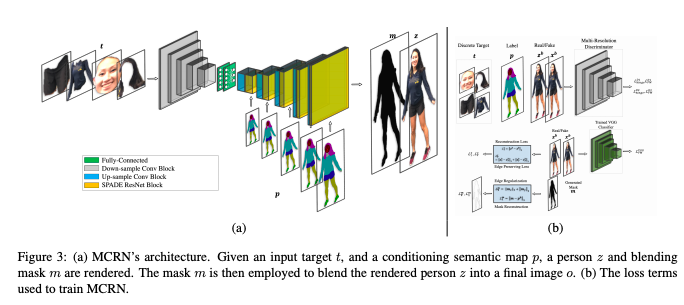 t
Fully-Connected
Down-sample Conv Block
Up-sample Conv Block
SPADE ResNet Block
p
m z
(a)
Discrete Target Label Real/Fake Multi-Resolution Discriminator
t p
Trained VGG Classifier
Real/Fake
Reconstruction Loss
Edge Preserving Loss
Edge Regularization
Mask Reconstruction
Generated Mask
m
(b)
Figure 3: (a) MCRN's architecture. Given an input target t, and a conditioning semantic map p, a person z and blending
mask m are rendered. The mask m is then employed to blend the rendered person z into a final image o. (b) The loss terms
used to train MCRN.